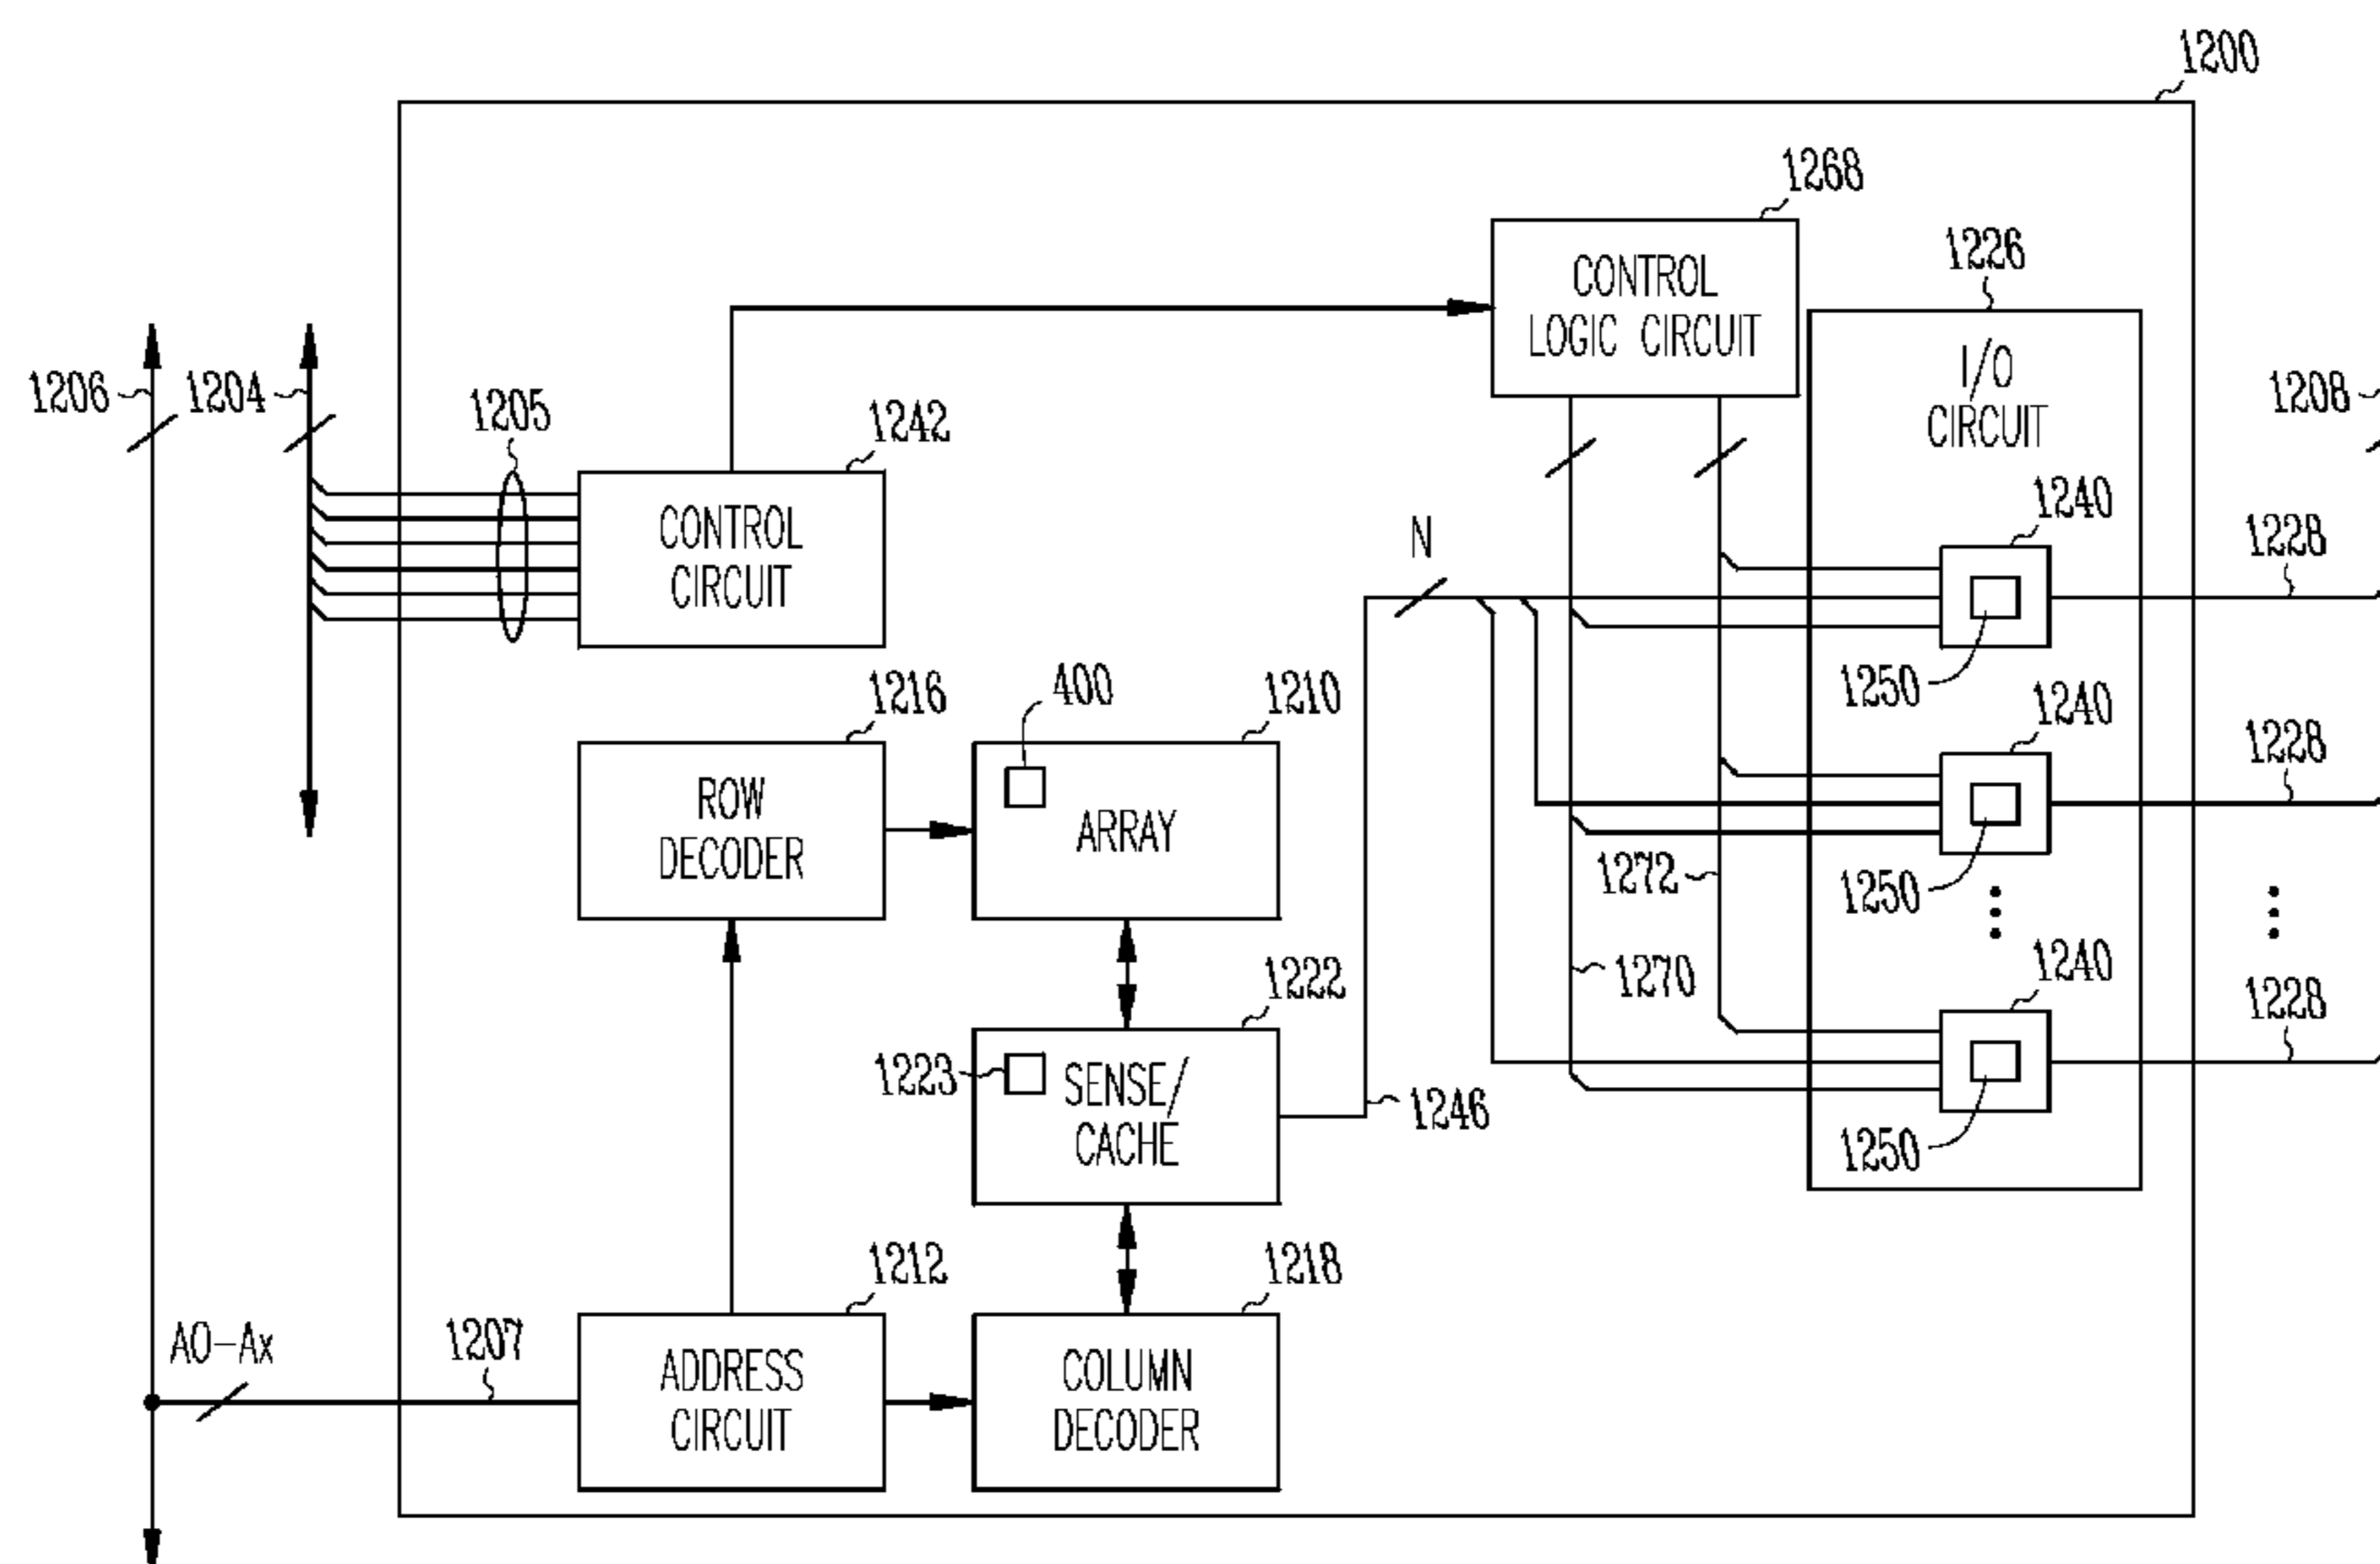 1200
1268
CONTROL
LOGIC CIRCUIT
1226
I/O
CIRCUIT
1206
1204
1205
1242
1208
CONTROL
CIRCUIT
N
1240
1228
1250
1216
400
1210
1240
1228
ROW
DECODER
ARRAY
1272
1250
1270
1222
1240
1228
1223
SENSE/
CACHE
1246
1250
1212
1218
A0-Ax
1207
ADDRESS
CIRCUIT
COLUMN
DECODER